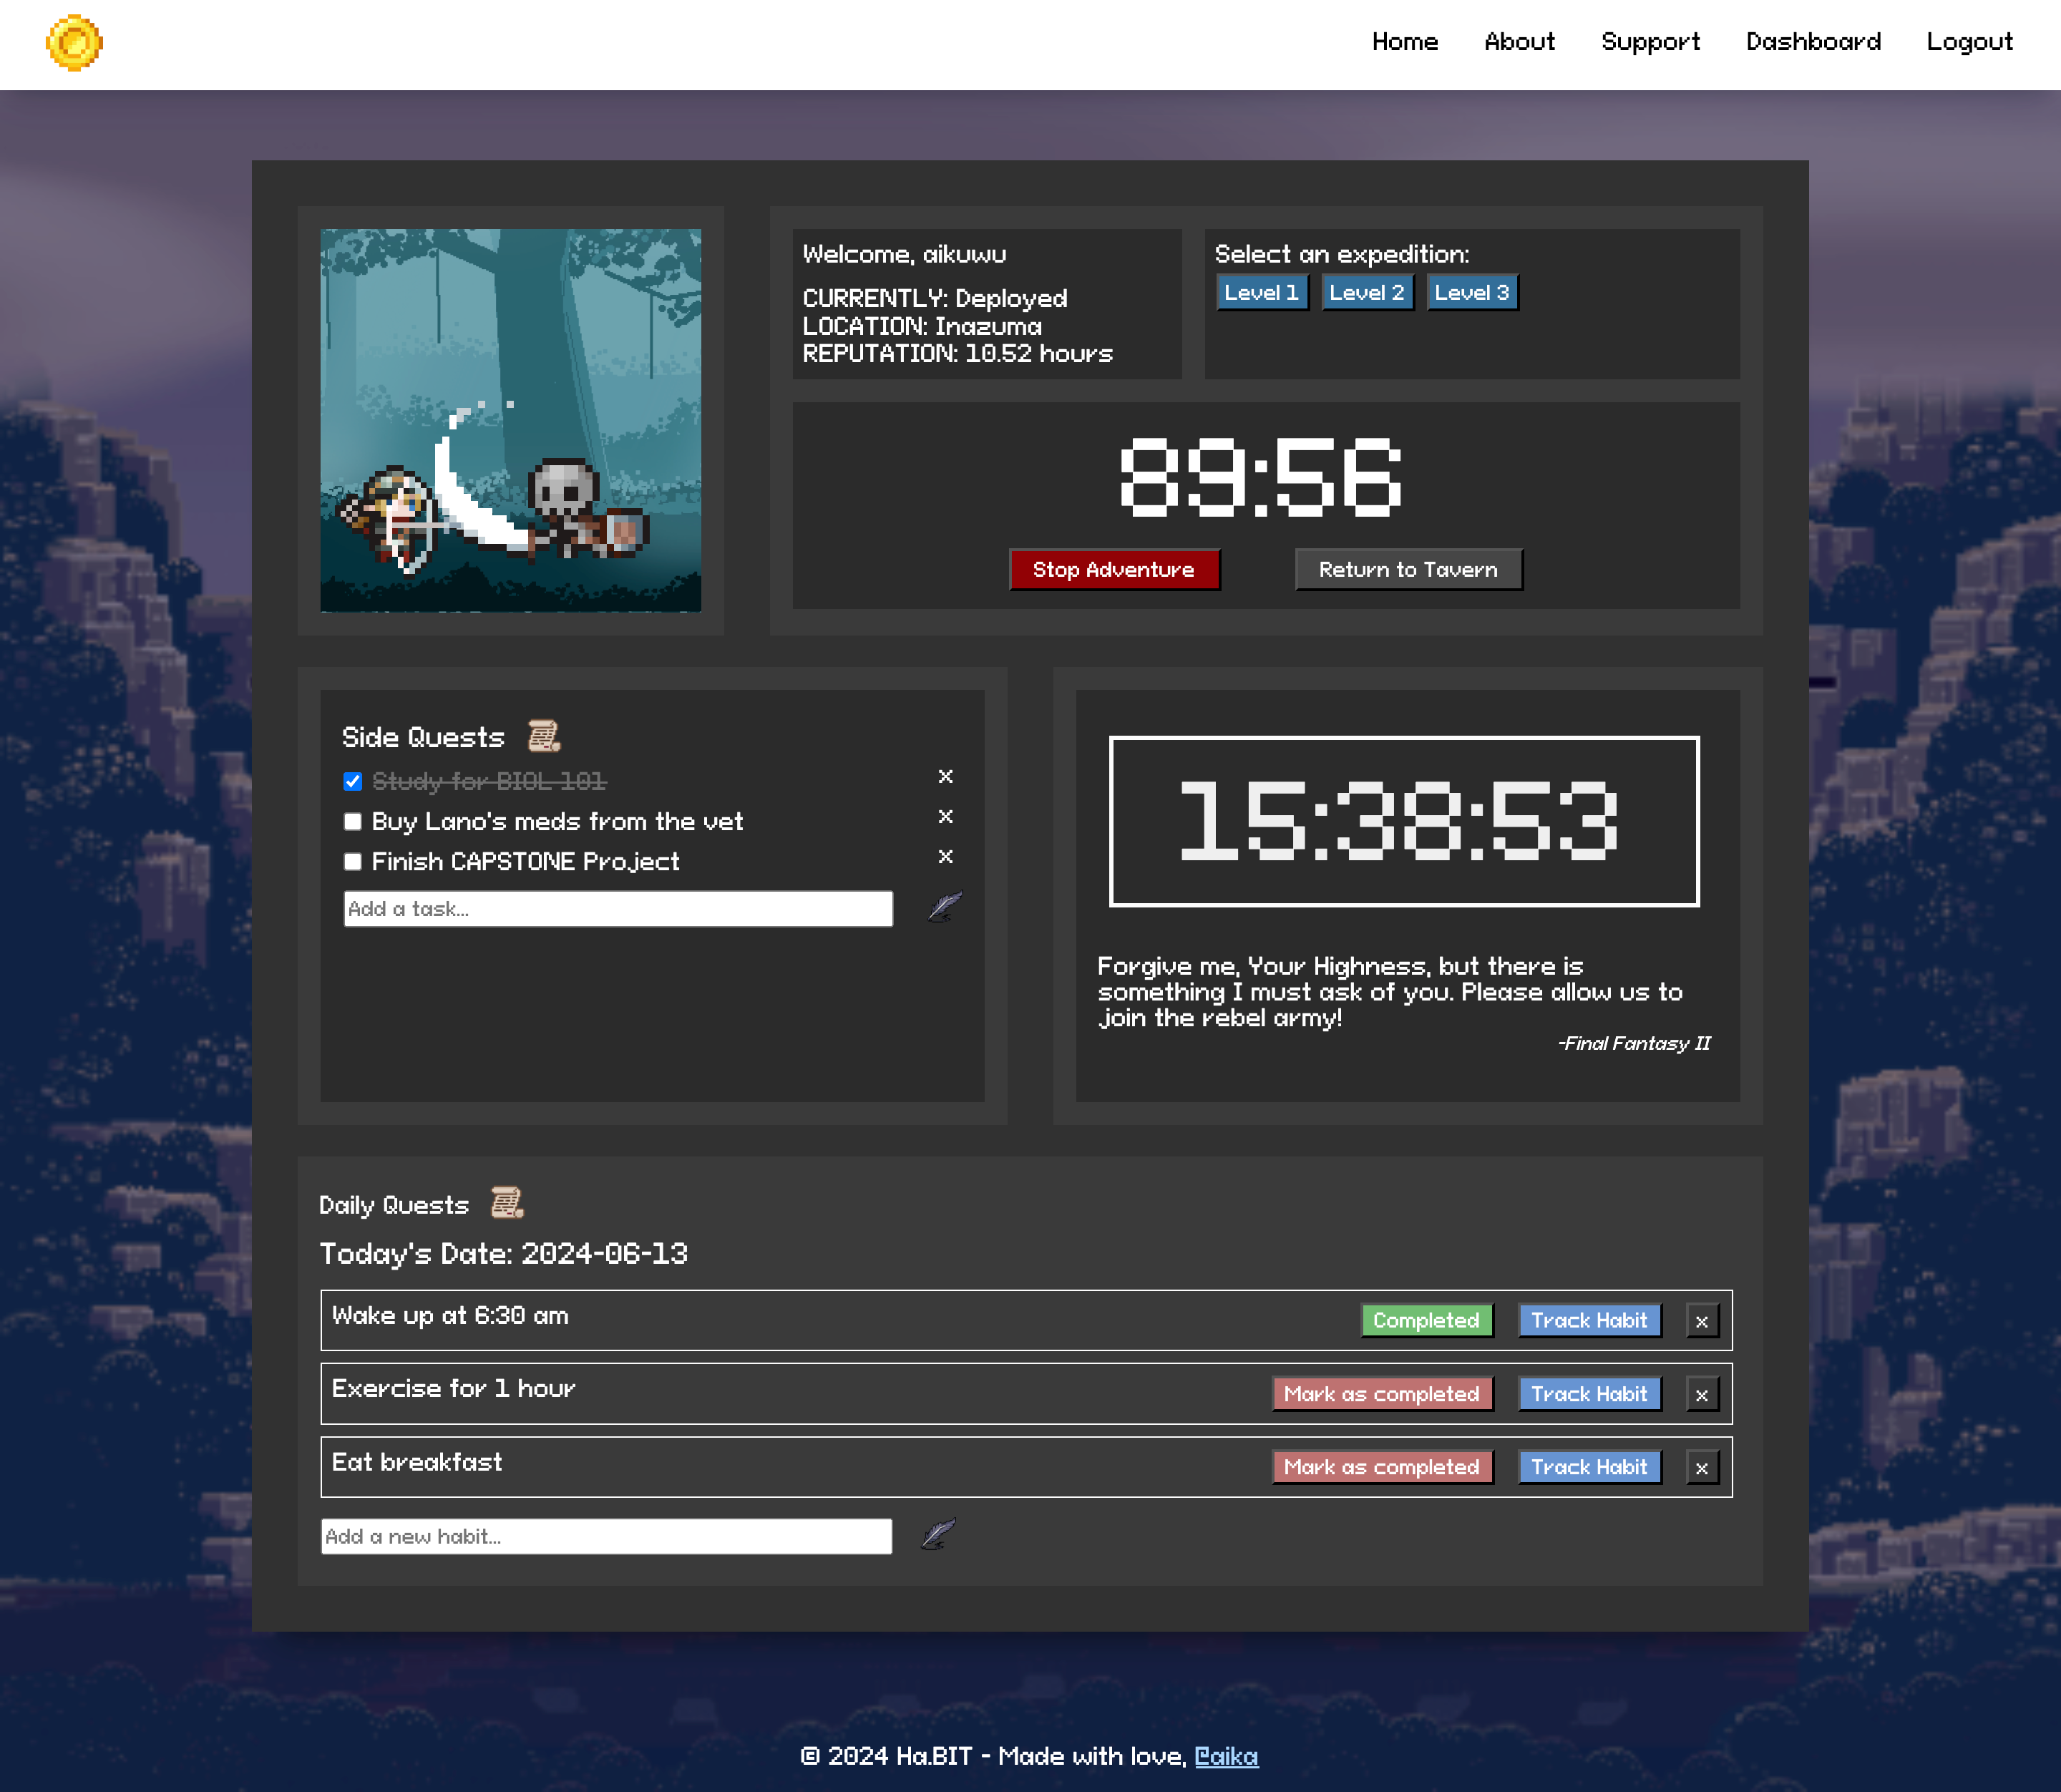 Home About Support Dashboard Logout
Welcome, aikuwu
CURRENTLY: Deployed
LOCATION: Inazuma
REPUTATION: 10.52 hours
Select an expedition:
Level 1 Level 2 Level 3
89:56
Stop Adventure Return to Tavern
Side Quests
Study for BIOL 101 x
Buy Lano's meds from the vet x
Finish CAPSTONE Project x
Add a task...
15:38:53
Forgive me, Your Highness, but there is
something I must ask of you. Please allow us to
join the rebel army!
-Final Fantasy II
Daily Quests
Today's Date: 2024-06-13
Wake up at 6:30 am Completed Track Habit x
Exercise for 1 hour Mark as completed Track Habit x
Eat breakfast Mark as completed Track Habit x
Add a new habit...
© 2024 Ha.BIT - Made with love, @aika